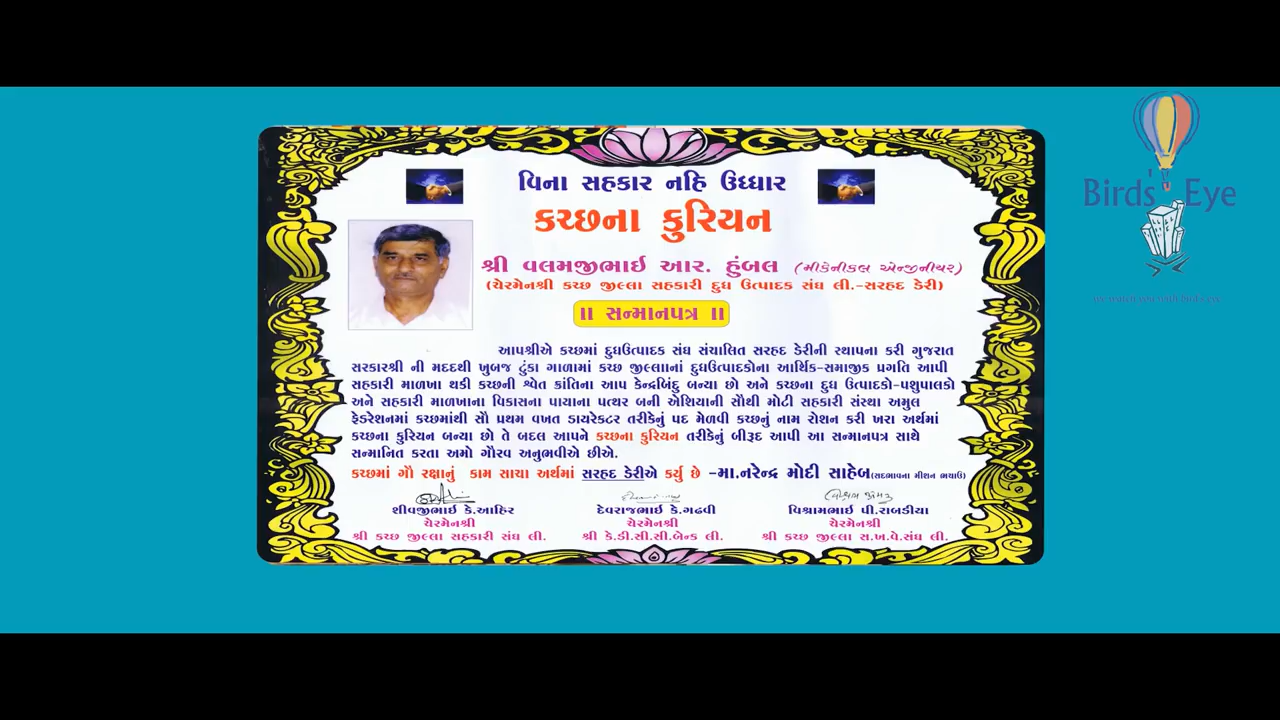 વિના સહકાર નહિ ઉધ્ધાર
કચ્છના કુરિયન
શ્રી વલમજીભાઇ આર. હુંબલ (મીકેનીકલ એન્જીનીયર)
(ચેરમેનશ્રી કચ્છ જીલ્લા સહકારી દુધ ઉત્પાદક સંઘ લી.-સરહદ ડેરી)
॥ સન્માનપત્ર ॥
આપશ્રીએ કચ્છમાં દુધઉત્પાદક સંઘ સંચાલિત સરહદ ડેરીની સ્થાપના કરી ગુજરાત
સરકારશ્રી ની મદદથી ખુબજ ટુંકા ગાળામાં કચ્છ જીલ્લાનાં દુધઉત્પાદકોના આર્થિક-સમાજીક પ્રગતિ આપી
સહકારી માળખા થકી કચ્છની શ્વેત ક્રાંતિના આપ કેન્દ્રબિંદુ બન્યા છો અને કચ્છના દુધ ઉત્પાદકો-પશુપાલકો
અને સહકારી માળખાના વિકાસના પાયાના પત્થર બની એશિયાની સૌથી મોટી સહકારી સંસ્થા અમુલ
ફેડરેશનમાં કચ્છમાંથી સૌ પ્રથમ વખત ડાયરેક્ટર તરીકેનું પદ મેળવી કચ્છનું નામ રોશન કરી ખરા અર્થમાં
કચ્છના કુરિયન બન્યા છો તે બદલ આપને કચ્છના કુરિયન તરીકેનું બીરૂદ આપી આ સન્માનપત્ર સાથે
સન્માનિત કરતા અમો ગૌરવ અનુભવીએ છીએ.
કચ્છમાં ગૌ રક્ષાનું કામ સાચા અર્થમાં સરહદ ડેરીએ કર્યુ છે -મા.નરેન્દ્ર મોદી સાહેબ(સદભાવના મીશન ભચાઉ)
શીવજીભાઇ કે.આહિર દેવરાજભાઇ કે.ગઢવી વિશ્રામભાઇ પી.રાબડીયા
ચેરમેનશ્રી ચેરમેનશ્રી ચેરમેનશ્રી
શ્રી કચ્છ જીલ્લા સહકારી સંઘ લી. શ્રી કે.ડી.સી.સી.બેન્ક લી. શ્રી કચ્છ જીલ્લા સ.ખ.વે.સંઘ લી.
Birds' Eye